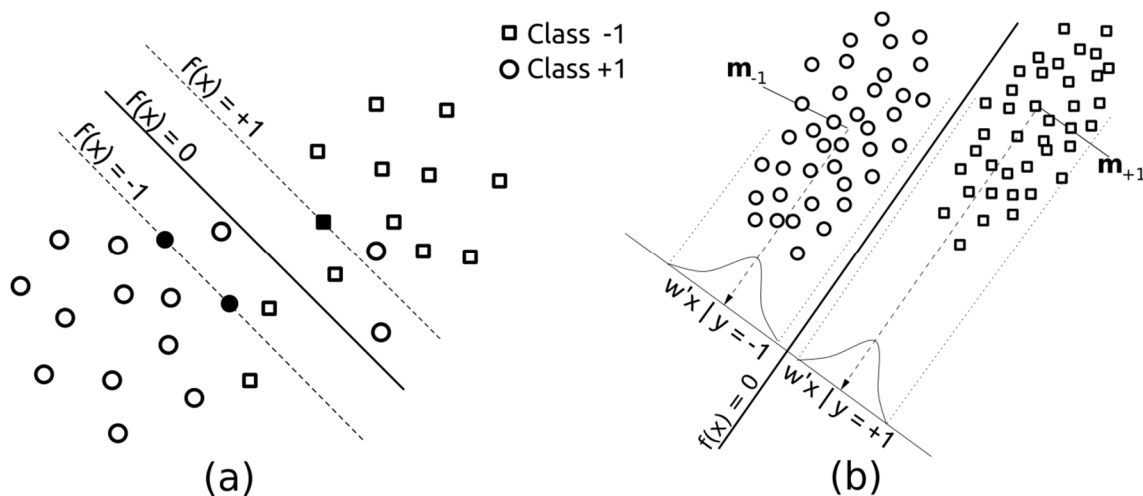 f(x) = +1
f(x) = 0
f(x) = -1
Class -1
Class +1
(a)
m-1
m+1
w'x | y = -1
w'x | y = +1
f(x) = 0
(b)